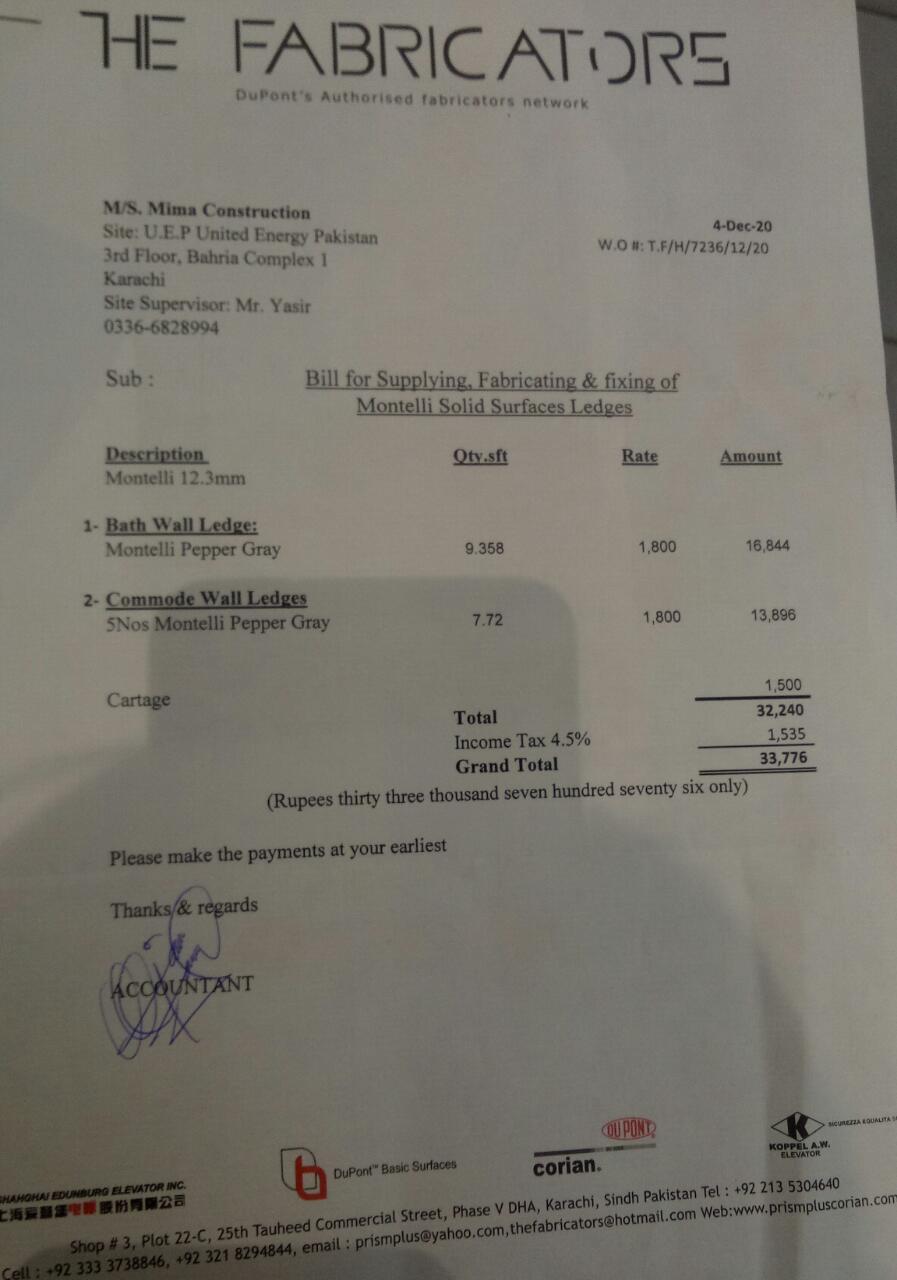 THE FABRICATORS
DuPont's Authorised fabricators network
M/S. Mima Construction
4-Dec-20
Site: U.E.P United Energy Pakistan
W.O #: T.F/H/7236/12/20
3rd Floor, Bahria Complex 1
Karachi
Site Supervisor: Mr. Yasir
0336-6828994
Sub : Bill for Supplying, Fabricating & fixing of
Montelli Solid Surfaces Ledges
Description Qty.sft Rate Amount
Montelli 12.3mm
1- Bath Wall Ledge:
Montelli Pepper Gray 9.358 1,800 16,844
2- Commode Wall Ledges
5Nos Montelli Pepper Gray 7.72 1,800 13,896
Cartage 1,500
Total 32,240
Income Tax 4.5% 1,535
Grand Total 33,776
(Rupees thirty three thousand seven hundred seventy six only)
Please make the payments at your earliest
Thanks & regards
ACCOUNTANT
SHANGHAI EDUNBURG ELEVATOR INC.
股份有限公司
DuPont™ Basic Surfaces
DU PONT
corian.
K
KOPPEL A.W.
ELEVATOR
SICUREZZA EQUALITA
Shop # 3, Plot 22-C, 25th Tauheed Commercial Street, Phase V DHA, Karachi, Sindh Pakistan Tel : +92 213 5304640
Cell : +92 333 3738846, +92 321 8294844, email : prismplus@yahoo.com,thefabricators@hotmail.com Web:www.prismpluscorian.com